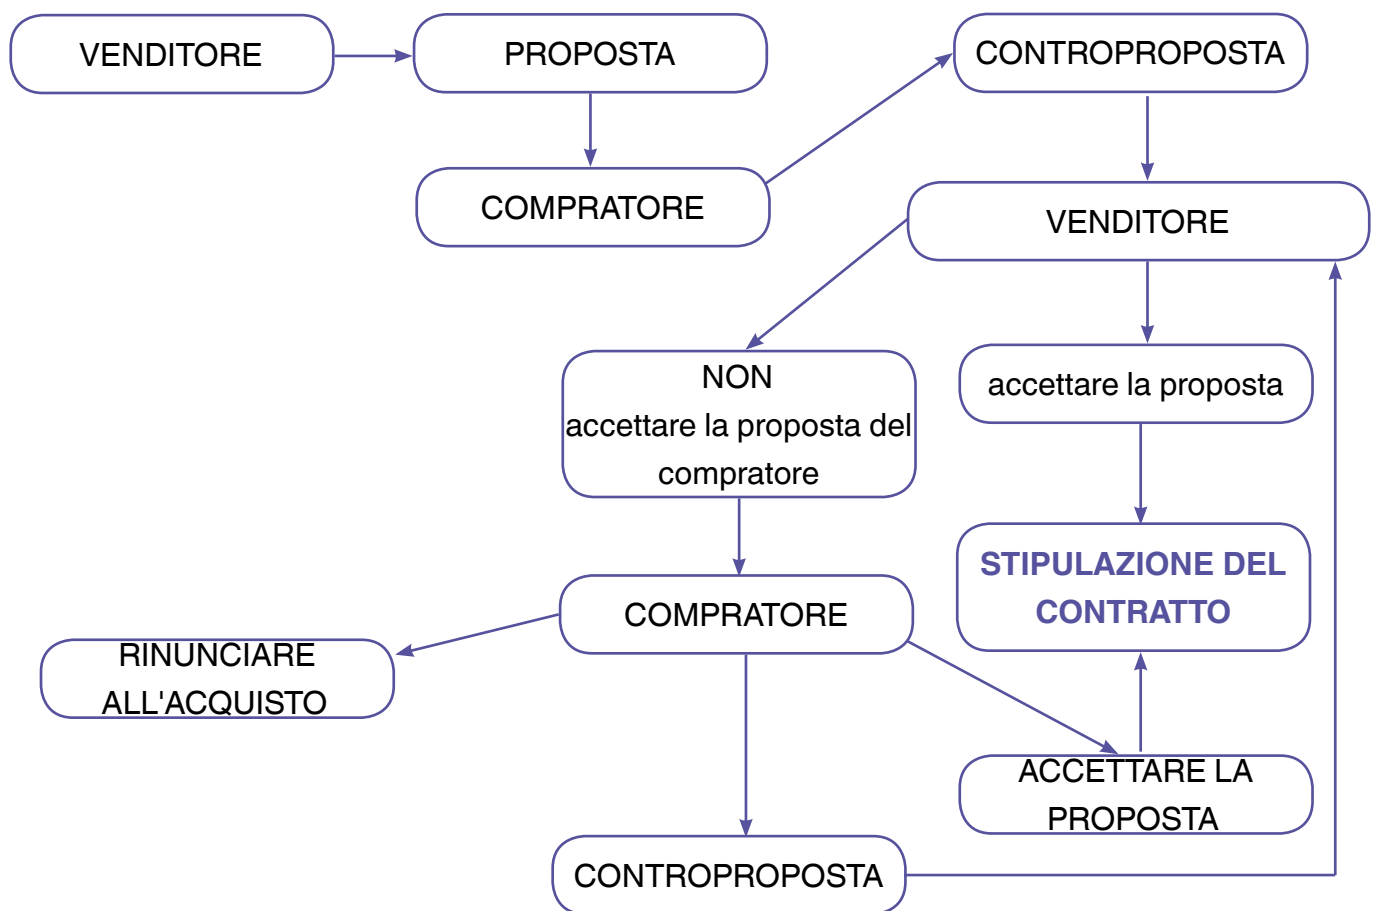 VENDITORE
PROPOSTA
CONTROPROPOSTA
COMPRATORE
VENDITORE
NON
accettare la proposta del
compratore
accettare la proposta
STIPULAZIONE DEL
CONTRATTO
COMPRATORE
RINUNCIARE
ALL'ACQUISTO
ACCETTARE LA
PROPOSTA
CONTROPROPOSTA